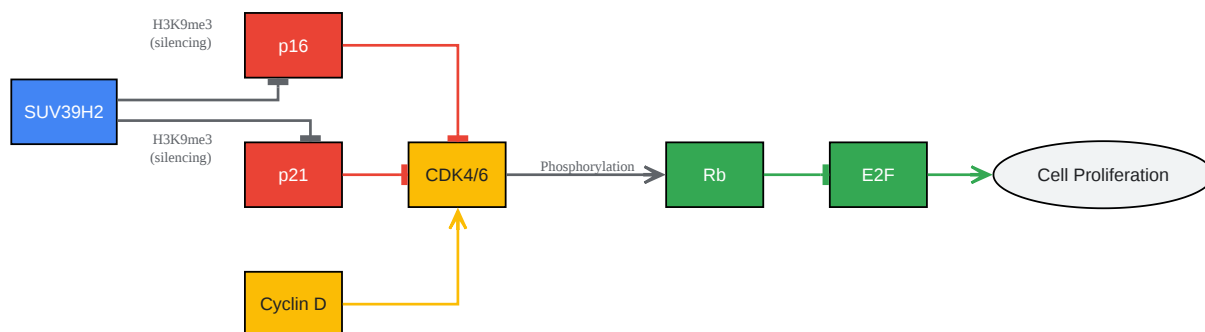 H3K9me3
(silencing)
p16
SUV39H2
H3K9me3
(silencing)
p21
CDK4/6
Phosphorylation
Rb
E2F
Cell Proliferation
Cyclin D